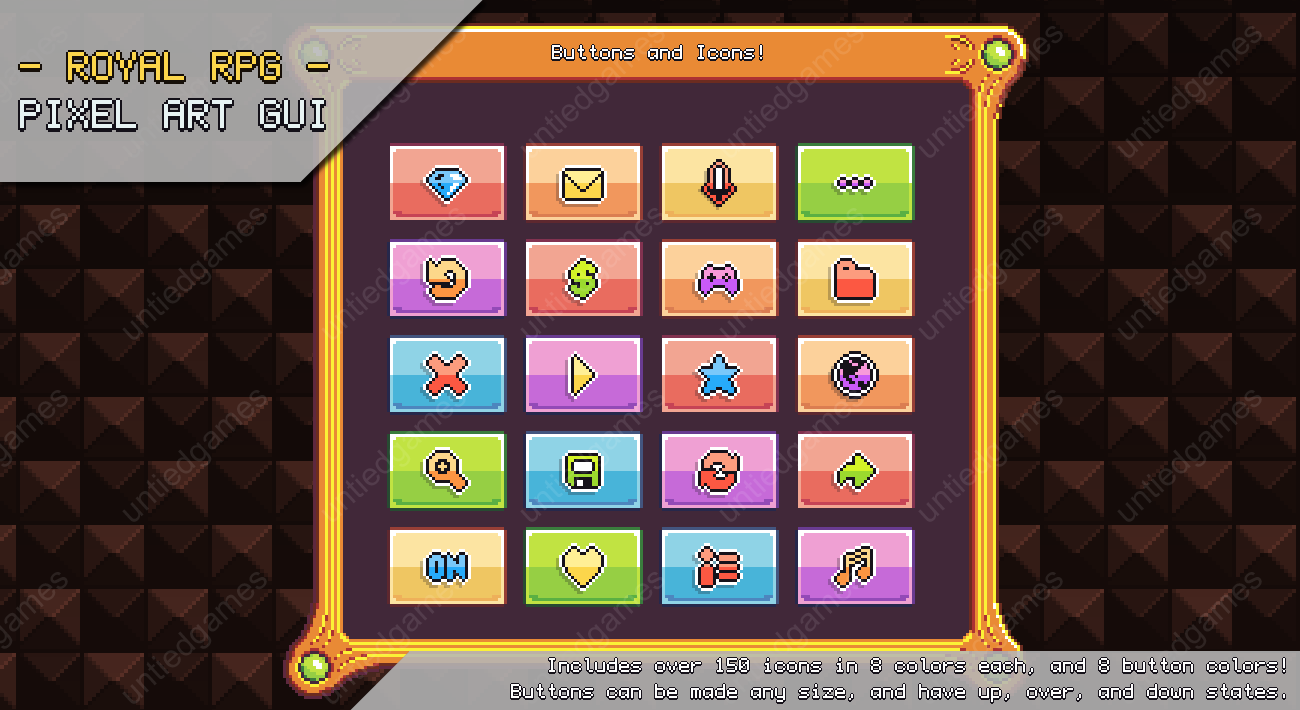 - ROYAL RPG -
PIXEL ART GUI
Buttons and Icons!
ON
Includes over 150 icons in 8 colors each, and 8 button colors!
Buttons can be made any size, and have up, over, and down states.
untiedgames